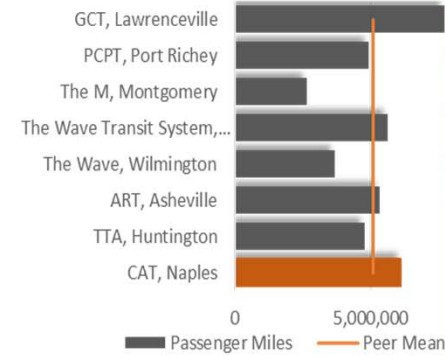 GCT, Lawrenceville
PCPT, Port Richey
The M, Montgomery
The Wave Transit System,...
The Wave, Wilmington
ART, Asheville
TTA, Huntington
CAT, Naples
0 5,000,000
Passenger Miles Peer Mean